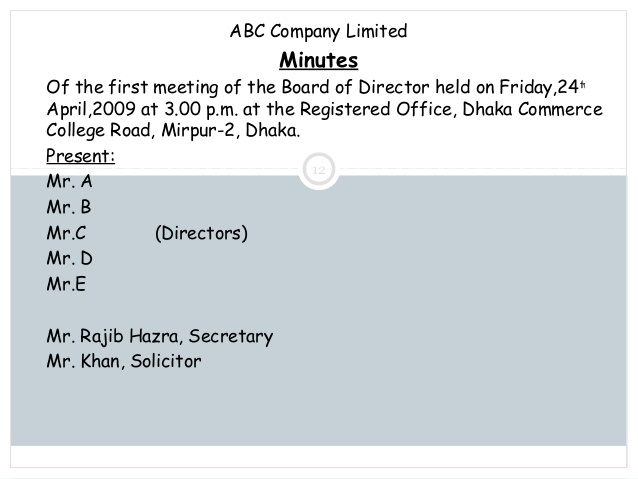 ABC Company Limited
Minutes
Of the first meeting of the Board of Director held on Friday,24th
April,2009 at 3.00 p.m. at the Registered Office, Dhaka Commerce
College Road, Mirpur-2, Dhaka.
Present:
12
Mr. A
Mr. B
Mr.C (Directors)
Mr. D
Mr.E
Mr. Rajib Hazra, Secretary
Mr. Khan, Solicitor